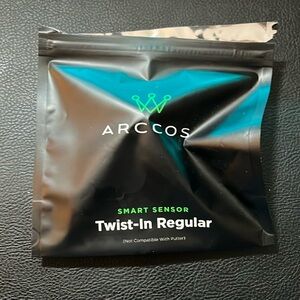 ARCCOS
SMART SENSOR
Twist-In Regular
(Not Compatible With Putter)